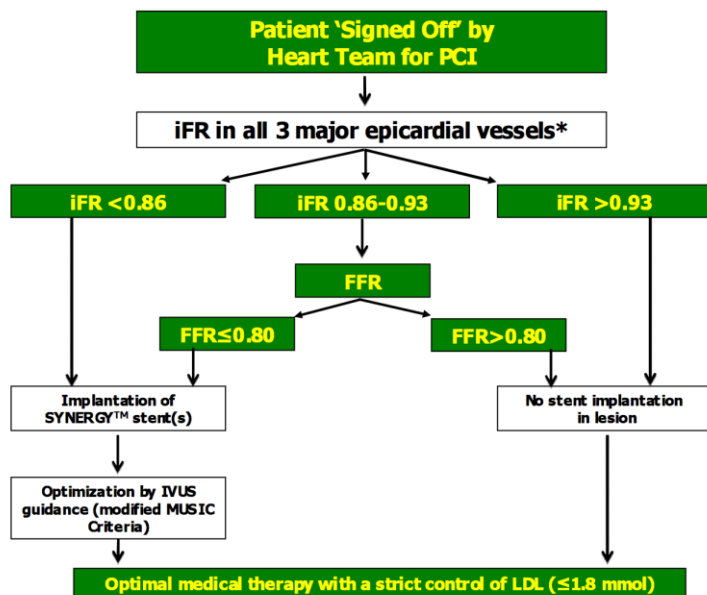 Patient ‘Signed Off’ by
Heart Team for PCI
iFR in all 3 major epicardial vessels*
iFR <0.86
iFR 0.86-0.93
iFR >0.93
FFR
FFR≤0.80
FFR>0.80
Implantation of
SYNERGY™ stent(s)
No stent implantation
in lesion
Optimization by IVUS
guidance (modified MUSIC
Criteria)
Optimal medical therapy with a strict control of LDL (≤1.8 mmol)